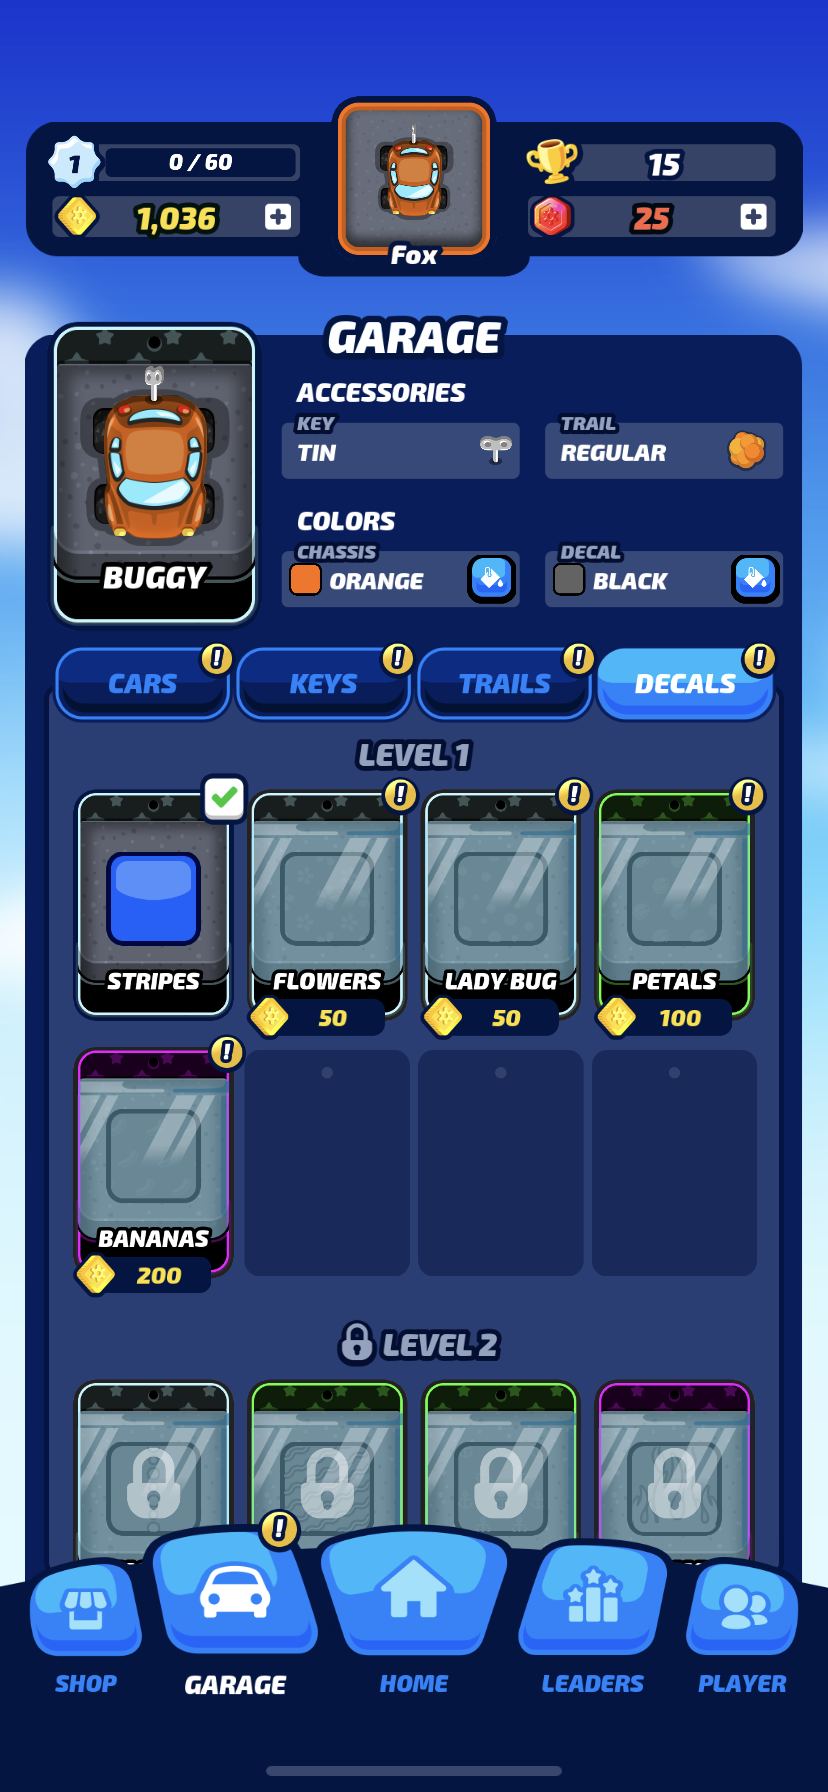 1
0 / 60
15
1,036
25
Fox
GARAGE
ACCESSORIES
KEY
TIN
TRAIL
REGULAR
COLORS
CHASSIS
ORANGE
DECAL
BLACK
BUGGY
CARS
KEYS
TRAILS
DECALS
LEVEL 1
STRIPES
FLOWERS
LADY BUG
PETALS
50
50
100
BANANAS
200
LEVEL 2
SHOP
GARAGE
HOME
LEADERS
PLAYER